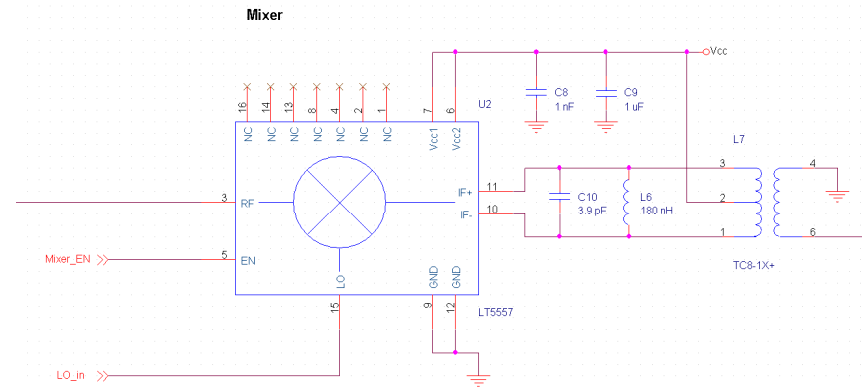 Mixer
Vcc
16 14 13 8 4 2 1 7 6
NC NC NC NC NC NC NC Vcc1 Vcc2
U2
C8
1 nF
C9
1 uF
L7
3 RF
IF+ 11
IF- 10
C10
3.9 pF
L6
180 nH
3 4
2
1 6
TC8-1X+
Mixer_EN 5 EN
LO GND GND
15 9 12
LT5557
LO_in